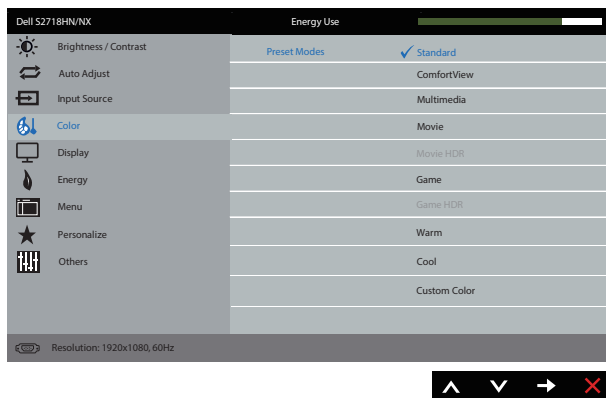 Dell S2718HN/NX Energy Use
Brightness / Contrast Preset Modes Standard
Auto Adjust ComfortView
Input Source Multimedia
Color Movie
Display Movie HDR
Energy Game
Menu Game HDR
Personalize Warm
Others Cool
Custom Color
Resolution: 1920x1080, 60Hz